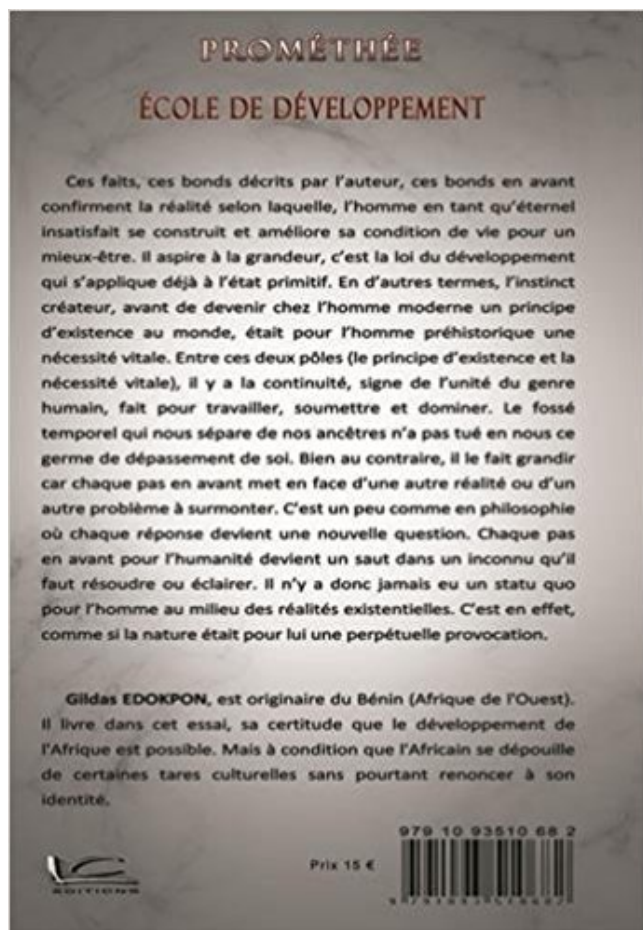 PROMÉTHÉE
ÉCOLE DE DÉVELOPPEMENT
Ces faits, ces bonds décrits par l'auteur, ces bonds en avant
confirment la réalité selon laquelle, l'homme en tant qu'éternel
insatisfait se construit et améliore sa condition de vie pour un
mieux-être. Il aspire à la grandeur, c'est la loi du développement
qui s'applique déjà à l'état primitif. En d'autres termes, l'instinct
créateur, avant de devenir chez l'homme moderne un principe
d'existence au monde, était pour l'homme préhistorique une
nécessité vitale. Entre ces deux pôles (le principe d'existence et la
nécessité vitale), il y a la continuité, signe de l'unité du genre
humain, fait pour travailler, soumettre et dominer. Le fossé
temporel qui nous sépare de nos ancêtres n'a pas tué en nous ce
germe de dépassement de soi. Bien au contraire, il le fait grandir
car chaque pas en avant met en face d'une autre réalité ou d'un
autre problème à surmonter. C'est un peu comme en philosophie
où chaque réponse devient une nouvelle question. Chaque pas
en avant pour l'humanité devient un saut dans un inconnu qu'il
faut résoudre ou éclairer. Il n'y a donc jamais eu un statu quo
pour l'homme au milieu des réalités existentielles. C'est en effet,
comme si la nature était pour lui une perpétuelle provocation.
Gildas EDOKPON, est originaire du Bénin (Afrique de l'Ouest).
Il livre dans cet essai, sa certitude que le développement de
l'Afrique est possible. Mais à condition que l'Africain se dépouille
de certaines tares culturelles sans pourtant renoncer à son
identité.
979 10 93510 68 2
Prix 15 €
ÉDITIONS